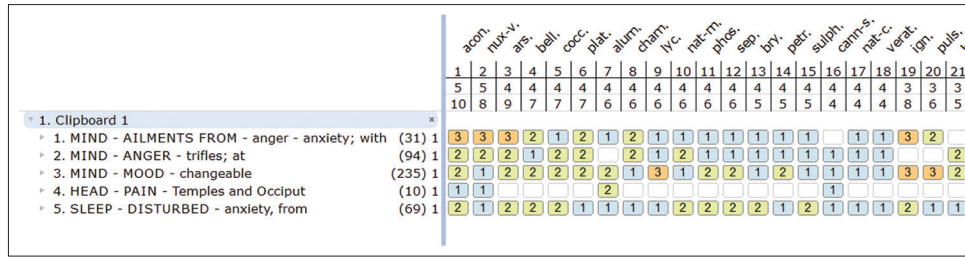 acon. nux-v. ars. bell. cocc. plat. alum. cham. lyc. nat-m. phos. sep. bry. petr. sulph. cann-s. nat-c. verat. ign. puls.
1 2 3 4 5 6 7 8 9 10 11 12 13 14 15 16 17 18 19 20 21
5 5 4 4 4 4 4 4 4 4 4 4 4 4 4 4 4 4 3 3 3
10 8 9 7 7 7 6 6 6 6 6 6 5 5 5 4 4 4 8 6 5
1. Clipboard 1 ×
1. MIND - AILMENTS FROM - anger - anxiety; with (31) 1 3 3 3 2 1 2 1 2 1 1 1 1 1 1 1 1 1 3 2
2. MIND - ANGER - trifles; at (94) 1 2 2 2 1 2 2 2 1 2 1 1 1 1 1 1 1 1 2
3. MIND - MOOD - changeable (235) 1 2 1 2 2 2 2 2 1 3 1 2 2 1 2 1 1 1 1 3 3 2
4. HEAD - PAIN - Temples and Occiput (10) 1 1 1 2 1
5. SLEEP - DISTURBED - anxiety, from (69) 1 2 1 2 2 2 1 1 1 1 2 2 2 2 1 2 1 1 1 2 1 1